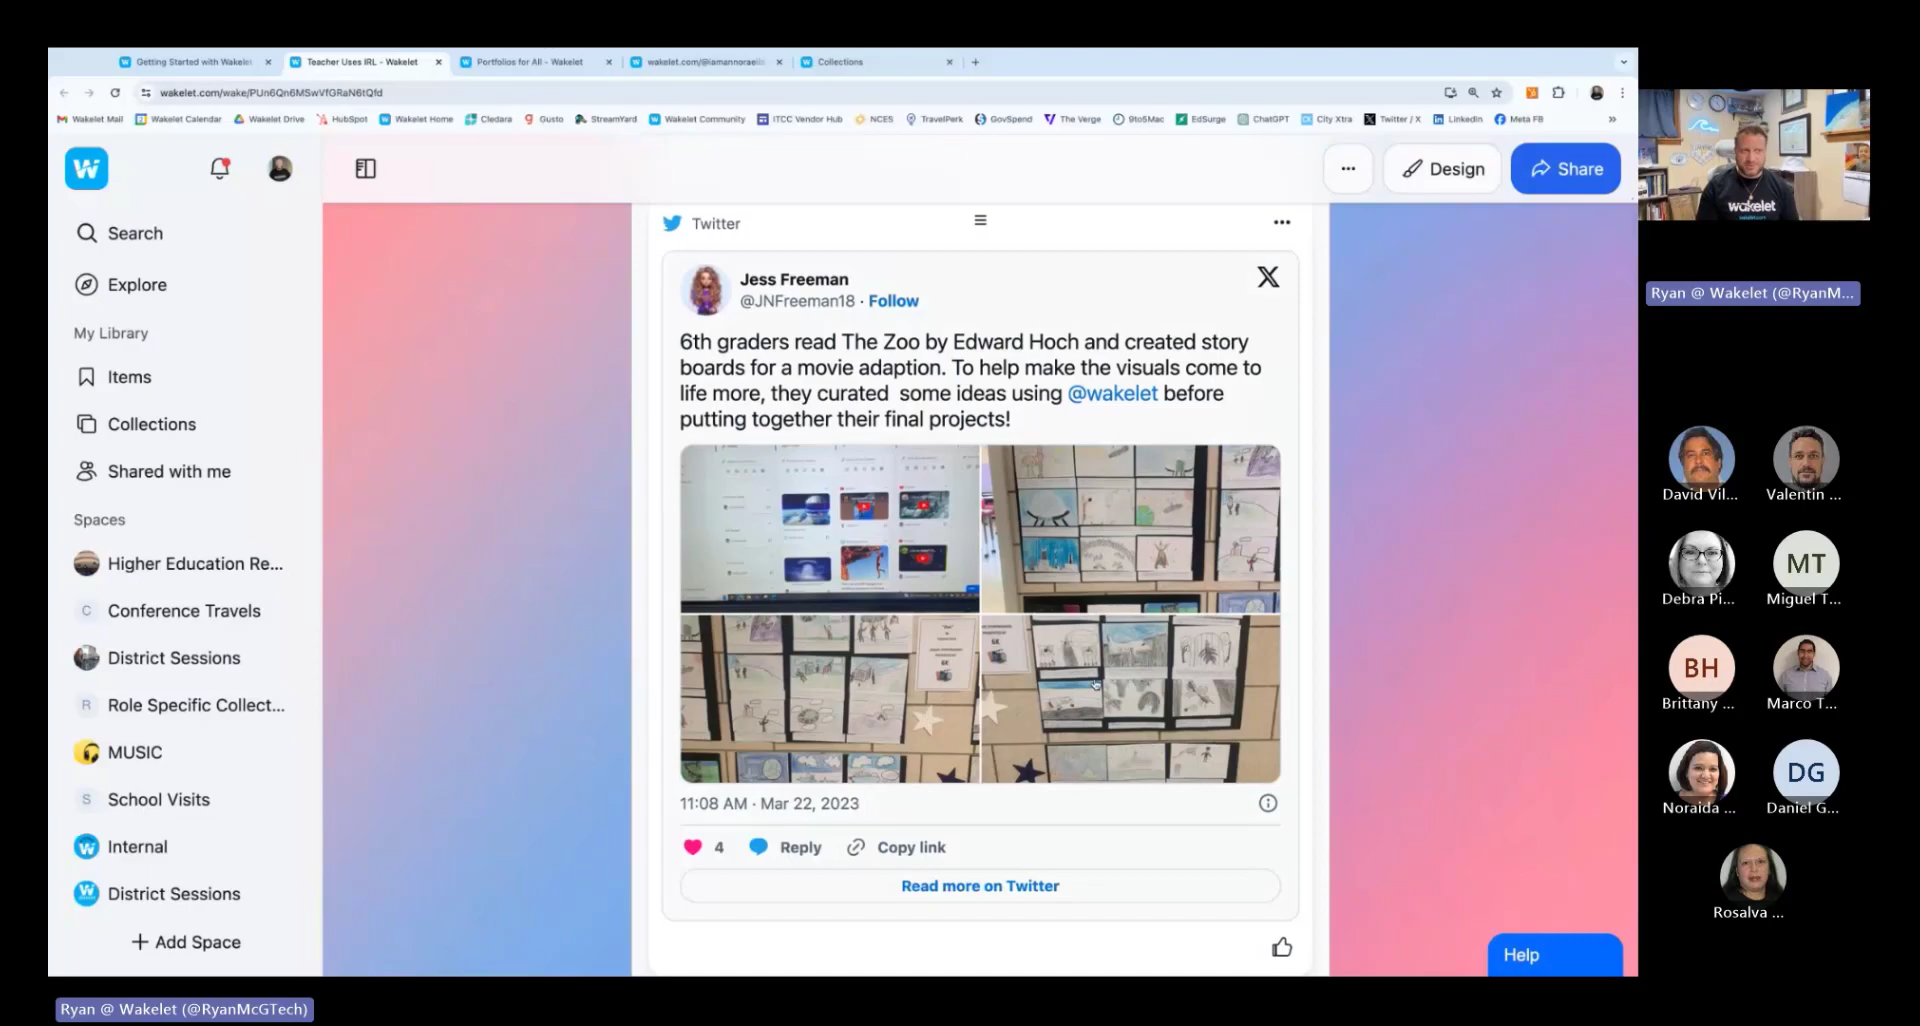 Getting Started with Wakelet
Teacher Uses IRL - Wakelet
Portfolios for All - Wakelet
Collections
wakelet.com/wake/PUn6Qn6MSwVfGRaN6tQfd
Wakelet Mail
Wakelet Calendar
Wakelet Drive
HubSpot
Wakelet Home
Cledara
Gusto
StreamYard
Wakelet Community
ITCC Vendor Hub
NCES
TravelPerk
GovSpend
The Verge
9to5Mac
EdSurge
ChatGPT
City Xtra
Twitter / X
LinkedIn
Meta FB
Design
Share
Search
Explore
My Library
Items
Collections
Shared with me
Spaces
Higher Education Re...
C Conference Travels
District Sessions
R Role Specific Collect...
MUSIC
S School Visits
Internal
District Sessions
+ Add Space
Twitter
Jess Freeman
@JNFreeman18 · Follow
6th graders read The Zoo by Edward Hoch and created story
boards for a movie adaption. To help make the visuals come to
life more, they curated some ideas using @wakelet before
putting together their final projects!
11:08 AM · Mar 22, 2023
4
Reply
Copy link
Read more on Twitter
Help
wakelet
Ryan @ Wakelet (@RyanM...
David Vil...
Valentin ...
Debra Pi...
MT
Miguel T...
BH
Brittany ...
Marco T...
Noraida ...
DG
Daniel G...
Rosalva ...
Ryan @ Wakelet (@RyanMcGTech)